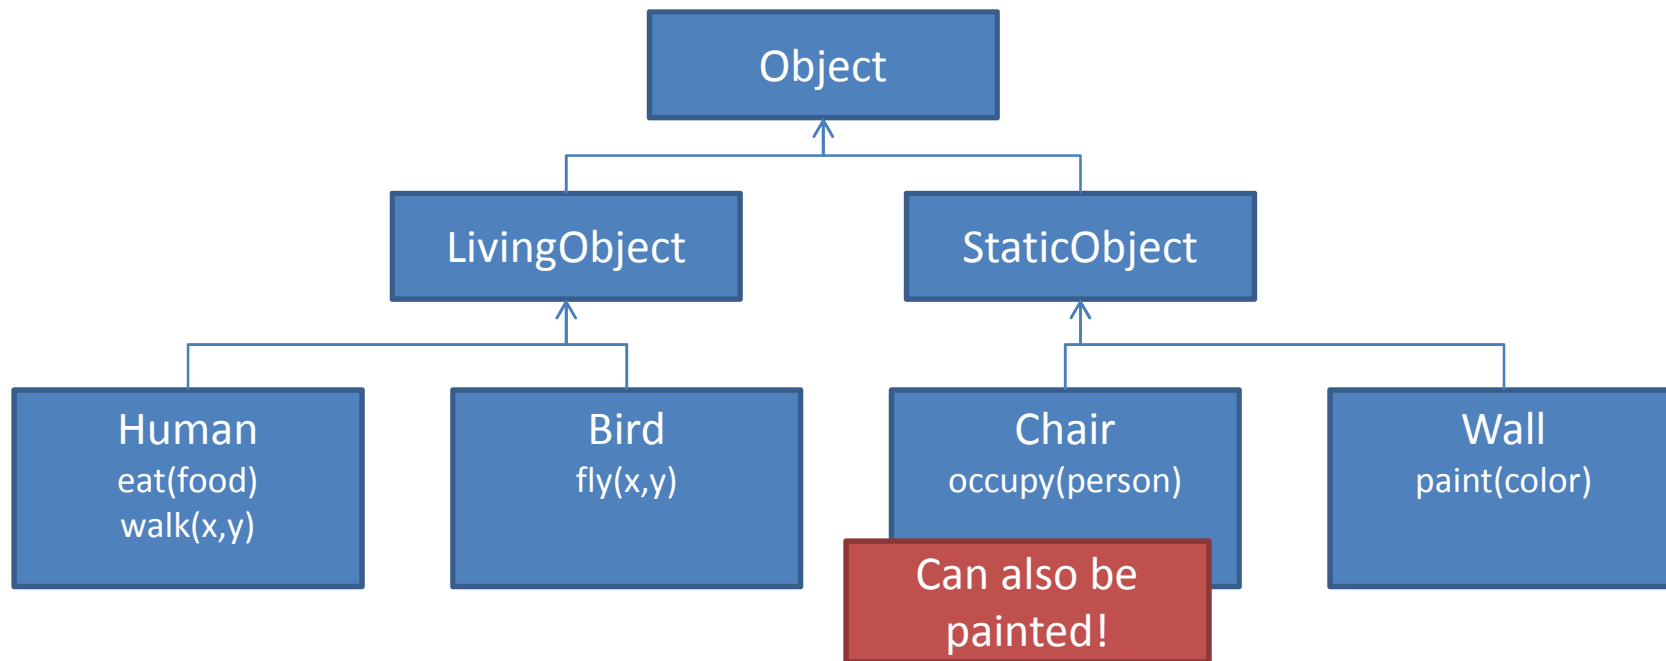 Object
LivingObject
StaticObject
Human
eat(food)
walk(x,y)
Bird
fly(x,y)
Chair
occupy(person)
Can also be
painted!
Wall
paint(color)